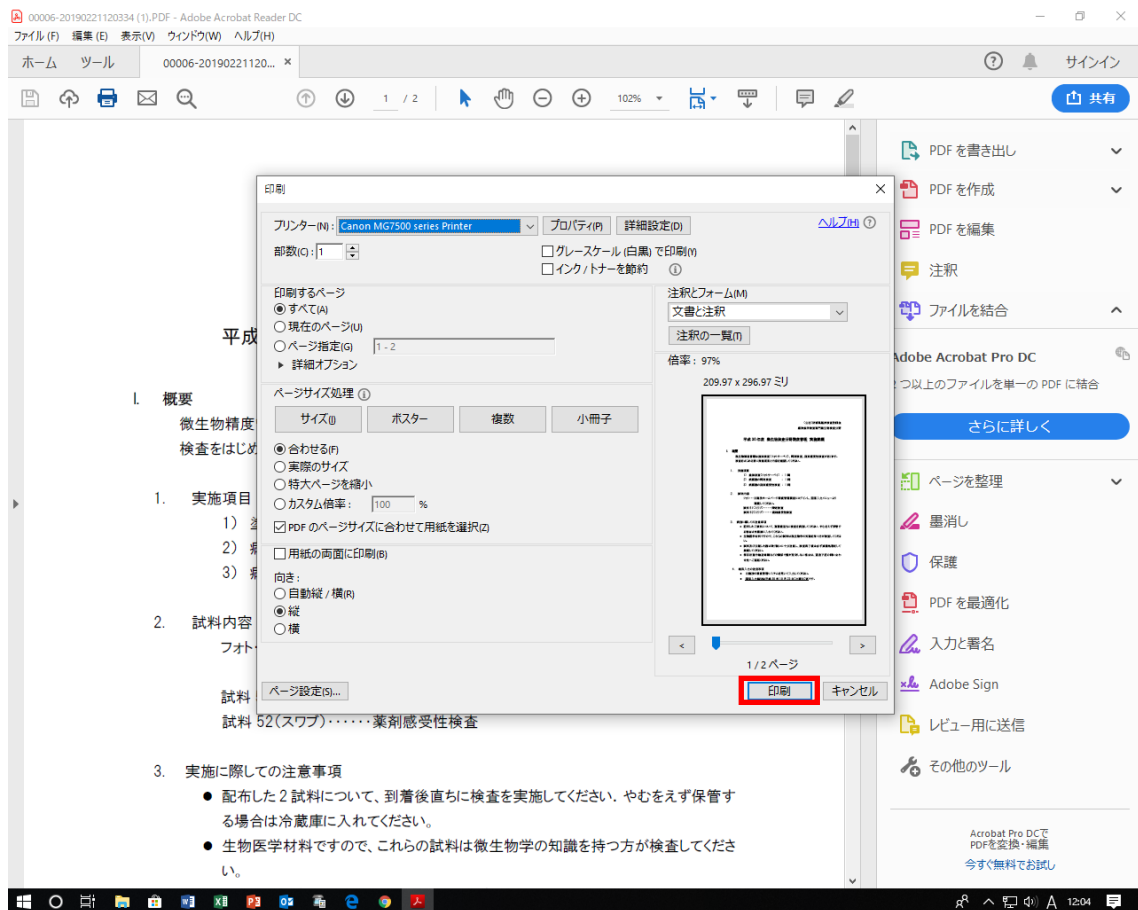 00006-20190221120334 (1).PDF - Adobe Acrobat Reader DC
ファイル(F) 編集(E) 表示(V) ウィンドウ(W) ヘルプ(H)
ホーム ツール 00006-20190221120... × サインイン
1 / 2 102% 共有
PDF を書き出し
PDF を作成
PDF を編集
注釈
ファイルを結合
Adobe Acrobat Pro DC
つ以上のファイルを単一の PDF に結合
さらに詳しく
ページを整理
墨消し
保護
PDF を最適化
入力と署名
Adobe Sign
レビュー用に送信
その他のツール
Acrobat Pro DCで
PDFを変換・編集
今すぐ無料でお試し
印刷
プリンター(N): Canon MG7500 series Printer プロパティ(P) 詳細設定(D) ヘルプ(H)
部数(C): 1 グレースケール (白黒) で印刷(Y)
インク / トナーを節約
印刷するページ
すべて(A)
現在のページ(U)
ページ指定(G) 1 - 2
詳細オプション
ページサイズ処理
サイズ(I) ポスター 複数 小冊子
合わせる(F)
実際のサイズ
特大ページを縮小
カスタム倍率: 100 %
PDF のページサイズに合わせて用紙を選択(Z)
用紙の両面に印刷(B)
向き:
自動縦 / 横(R)
縦
横
注釈とフォーム(M)
文書と注釈
注釈の一覧(T)
倍率: 97%
209.97 x 296.97 ミリ
< >
1 / 2 ページ
ページ設定(S)... 印刷 キャンセル
平成
I. 概要
微生物精度
検査をはじめ
1. 実施項目
1)
2)
3)
2. 試料内容
フォト
試料
試料 52(スワブ)‥‥‥薬剤感受性検査
3. 実施に際しての注意事項
● 配布した 2 試料について、到着後直ちに検査を実施してください. やむをえず保管す
る場合は冷蔵庫に入れてください。
● 生物医学材料ですので、これらの試料は微生物学の知識を持つ方が検査してくださ
い。
A 12:04